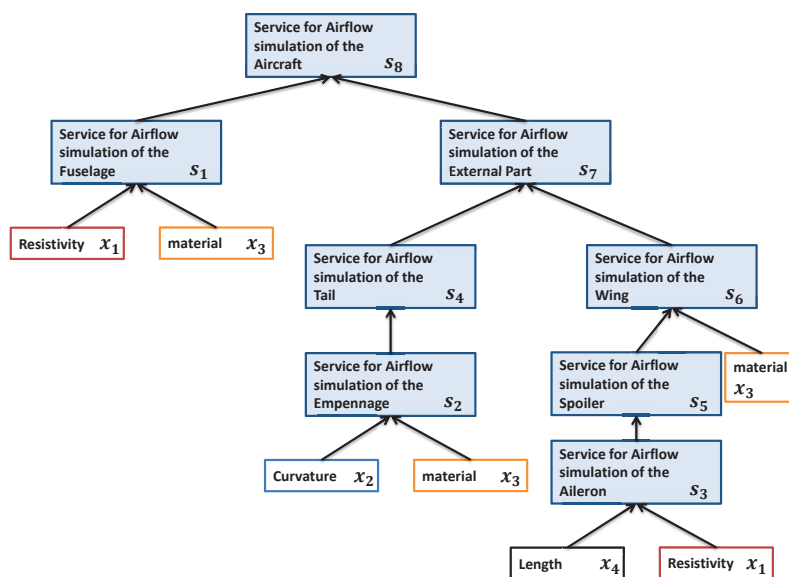 Service for Airflow
simulation of the
Aircraft s₈
Service for Airflow
simulation of the
Fuselage s₁
Service for Airflow
simulation of the
External Part s₇
Resistivity x₁
material x₃
Service for Airflow
simulation of the
Tail s₄
Service for Airflow
simulation of the
Wing s₆
Service for Airflow
simulation of the
Empennage s₂
Service for Airflow
simulation of the
Spoiler s₅
material
x₃
Curvature x₂
material x₃
Service for Airflow
simulation of the
Aileron s₃
Length x₄
Resistivity x₁